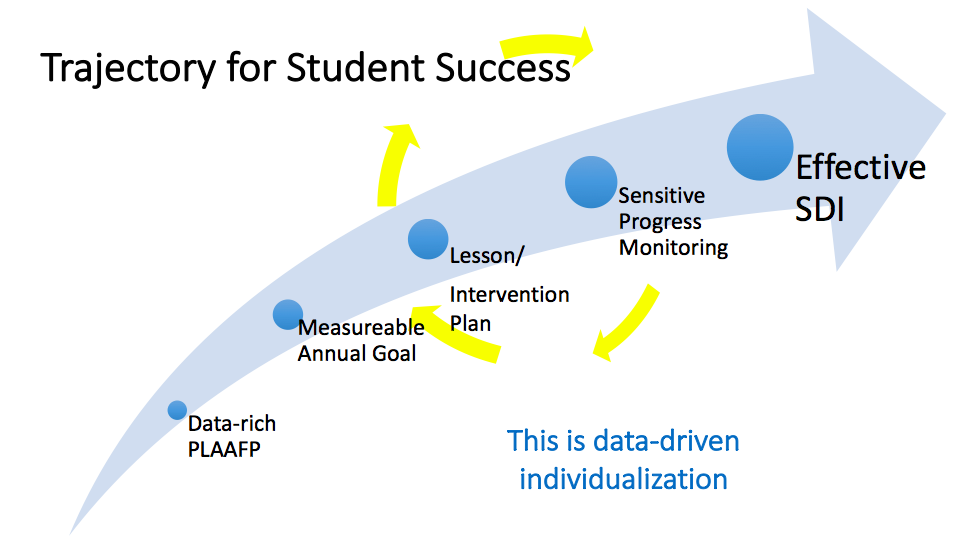 Trajectory for Student Success
Effective
SDI
Sensitive
Progress
Monitoring
Lesson/
Intervention
Plan
Measureable
Annual Goal
Data-rich
PLAAFP
This is data-driven
individualization